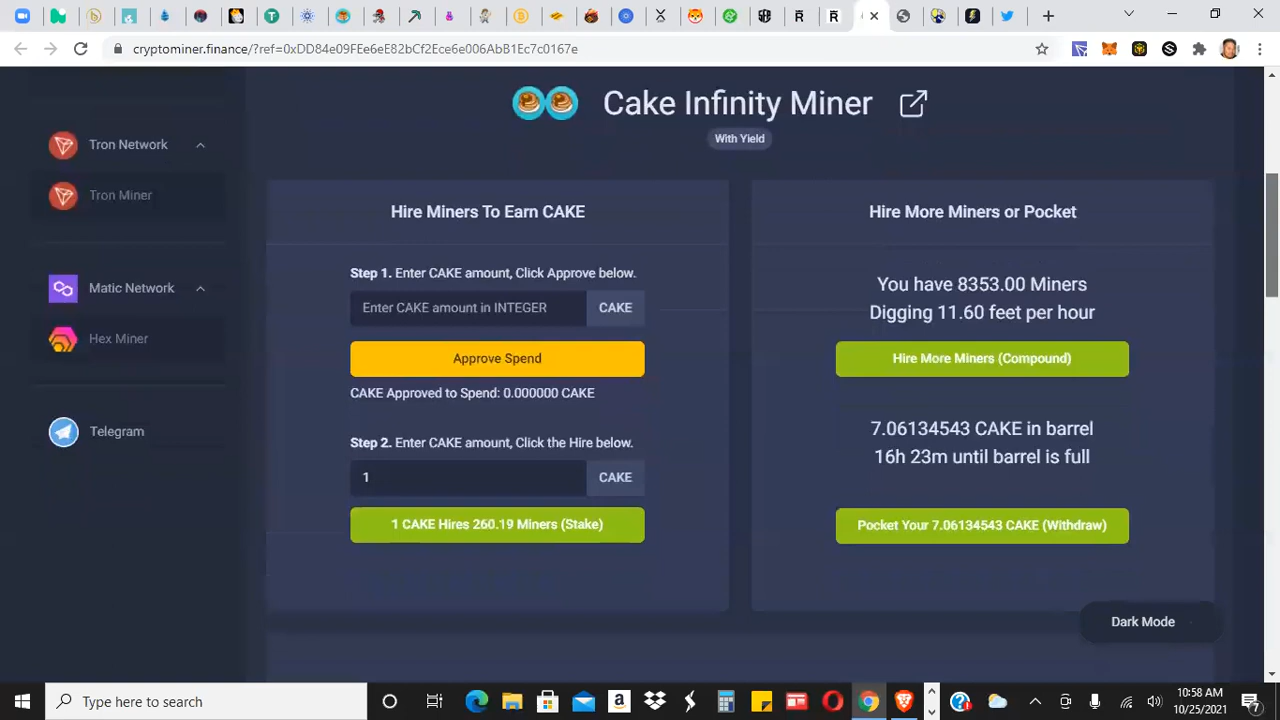 cryptominer.finance/?ref=0xDD84e09FEe6eE82bCf2Ece6e006AbB1Ec7c0167e
Cake Infinity Miner
With Yield
Tron Network
Tron Miner
Matic Network
Hex Miner
Telegram
Hire Miners To Earn CAKE
Step 1. Enter CAKE amount, Click Approve below.
Enter CAKE amount in INTEGER CAKE
Approve Spend
CAKE Approved to Spend: 0.000000 CAKE
Step 2. Enter CAKE amount, Click the Hire below.
1 CAKE
1 CAKE Hires 260.19 Miners (Stake)
Hire More Miners or Pocket
You have 8353.00 Miners
Digging 11.60 feet per hour
Hire More Miners (Compound)
7.06134543 CAKE in barrel
16h 23m until barrel is full
Pocket Your 7.06134543 CAKE (Withdraw)
Dark Mode
Type here to search
10:58 AM
10/25/2021